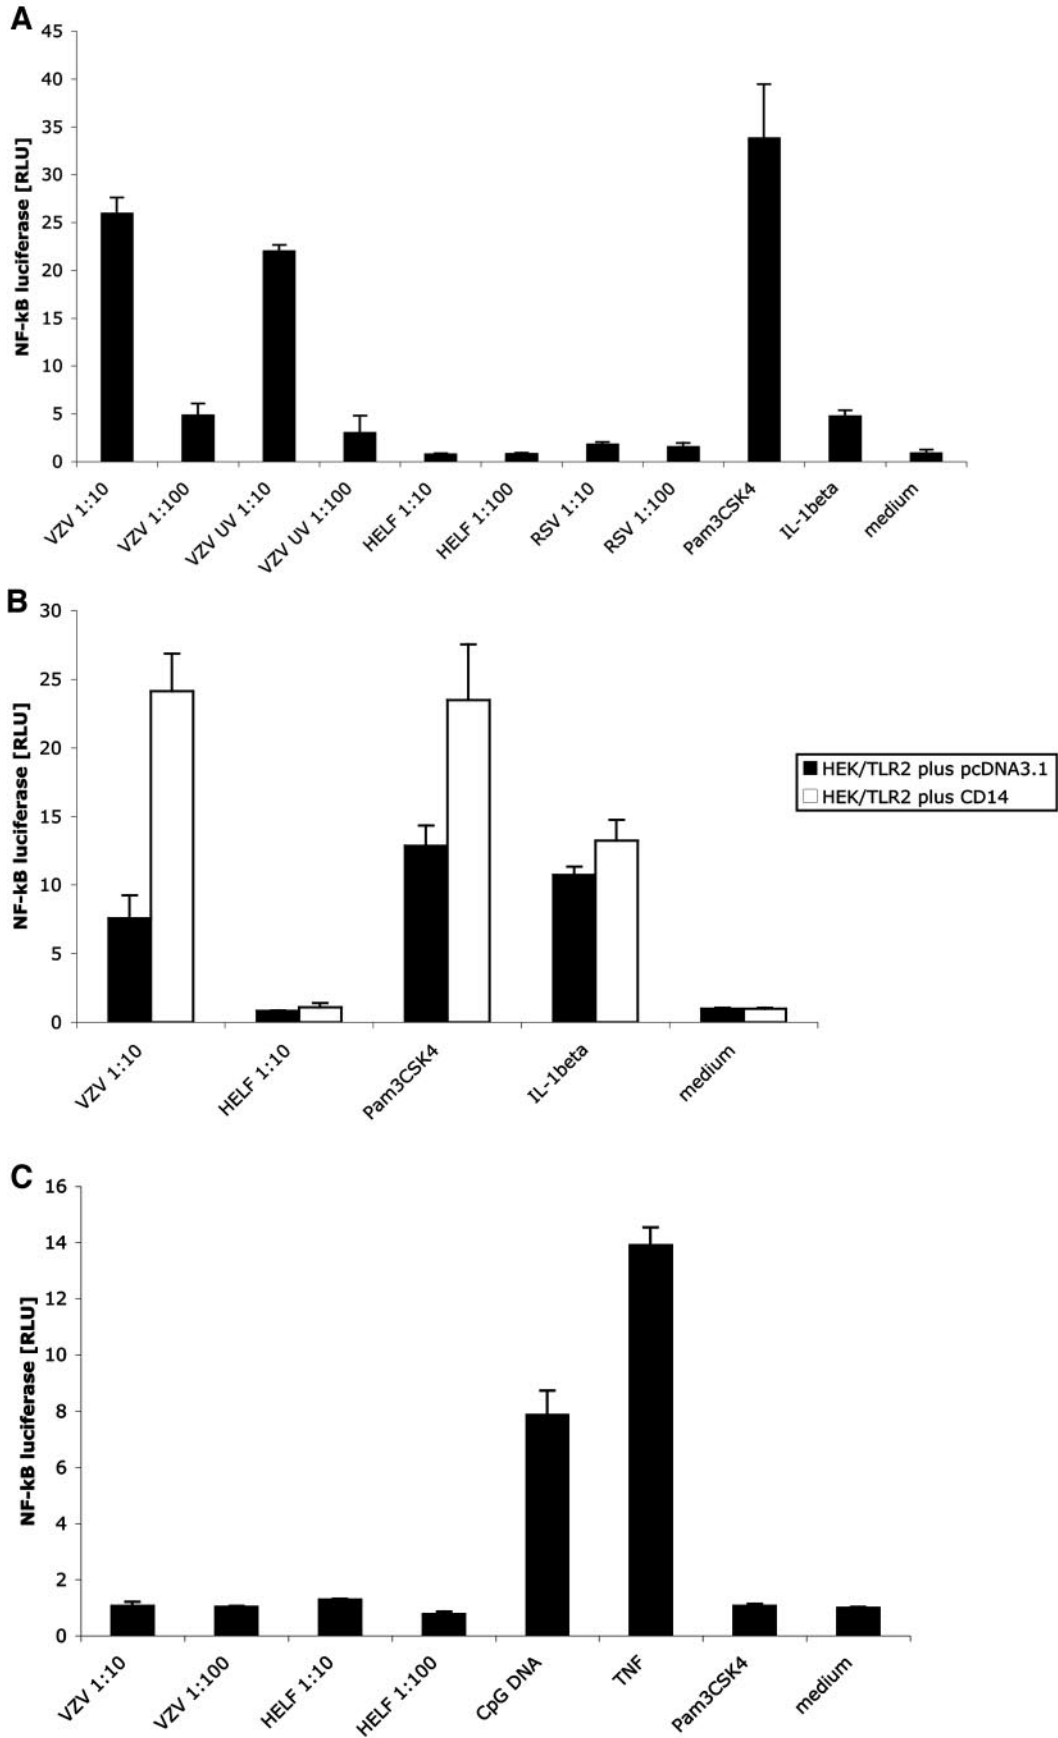 A
NF-kB luciferase [RLU]
45
40
35
30
25
20
15
10
5
0
VZV 1:10
VZV 1:100
VZV UV 1:10
VZV UV 1:100
HELF 1:10
HELF 1:100
RSV 1:10
RSV 1:100
Pam3CSK4
IL-1beta
medium
B
NF-kB luciferase [RLU]
30
25
20
15
10
5
0
VZV 1:10
HELF 1:10
Pam3CSK4
IL-1beta
medium
HEK/TLR2 plus pcDNA3.1
HEK/TLR2 plus CD14
C
NF-kB luciferase [RLU]
16
14
12
10
8
6
4
2
0
VZV 1:10
VZV 1:100
HELF 1:10
HELF 1:100
CpG DNA
TNF
Pam3CSK4
medium